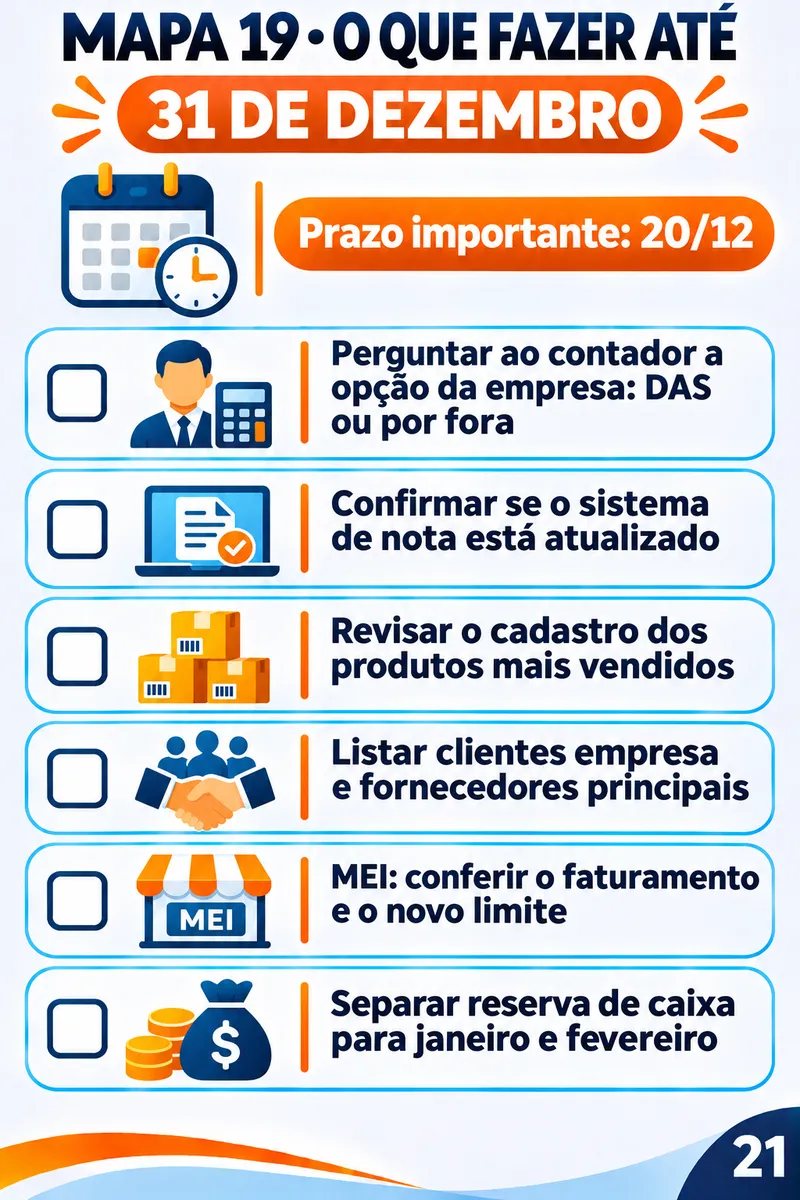 MAPA 19 • O QUE FAZER ATÉ
31 DE DEZEMBRO
Prazo importante: 20/12
Perguntar ao contador a
opção da empresa: DAS
ou por fora
Confirmar se o sistema
de nota está atualizado
Revisar o cadastro dos
produtos mais vendidos
Listar clientes empresa
e fornecedores principais
MEI
MEI: conferir o faturamento
e o novo limite
$
Separar reserva de caixa
para janeiro e fevereiro
21